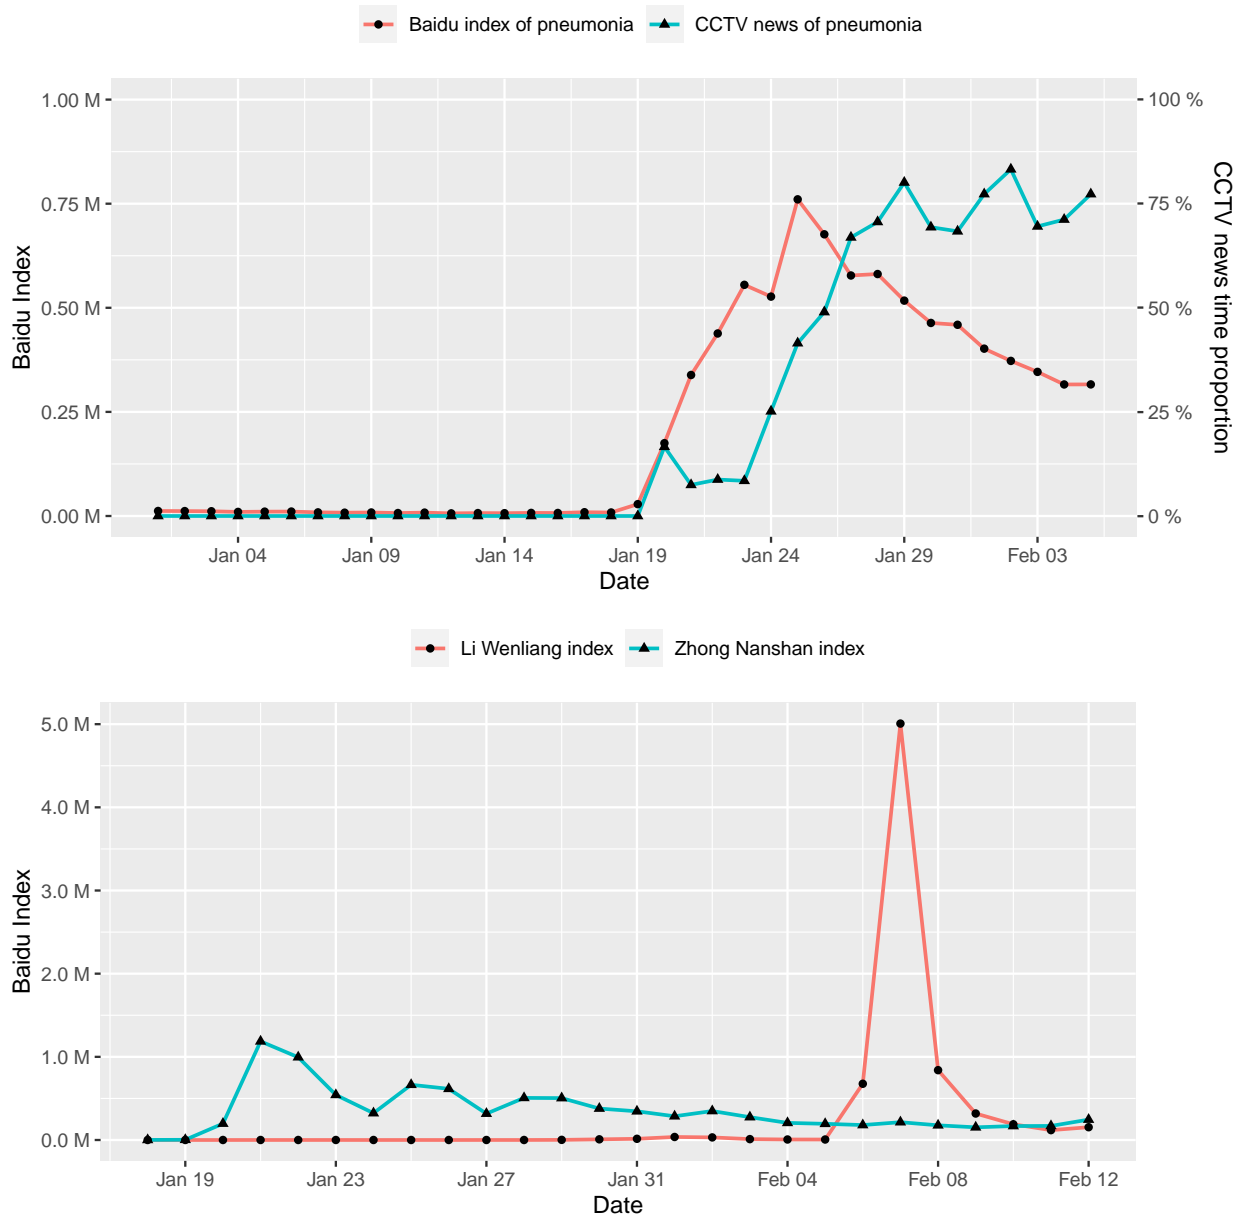 Baidu index of pneumonia CCTV news of pneumonia
1.00 M
0.75 M
0.50 M
0.25 M
0.00 M
Baidu Index
100 %
75 %
50 %
25 %
0 %
CCTV news time proportion
Jan 04 Jan 09 Jan 14 Jan 19 Jan 24 Jan 29 Feb 03
Date
Li Wenliang index Zhong Nanshan index
5.0 M
4.0 M
3.0 M
2.0 M
1.0 M
0.0 M
Baidu Index
Jan 19 Jan 23 Jan 27 Jan 31 Feb 04 Feb 08 Feb 12
Date